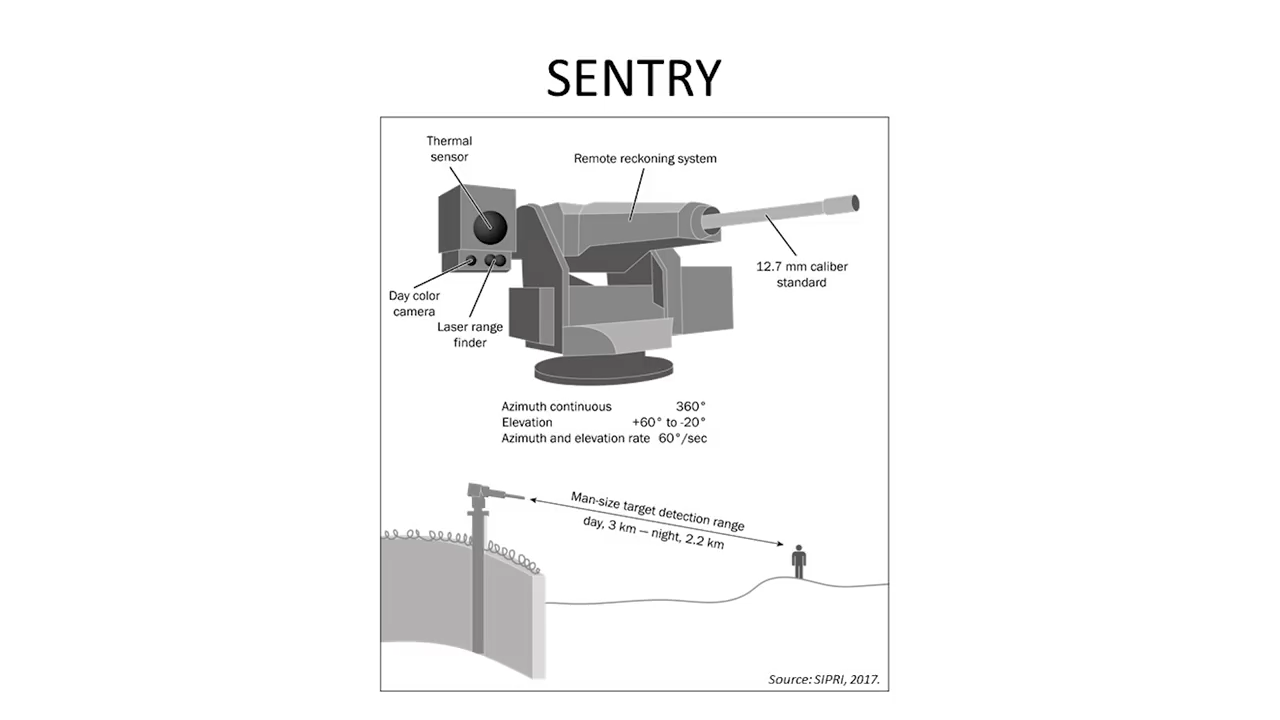 SENTRY
Thermal
sensor
Remote reckoning system
12.7 mm caliber
standard
Day color
camera
Laser range
finder
Azimuth continuous 360°
Elevation +60° to -20°
Azimuth and elevation rate 60°/sec
Man-size target detection range
day, 3 km — night, 2.2 km
Source: SIPRI, 2017.